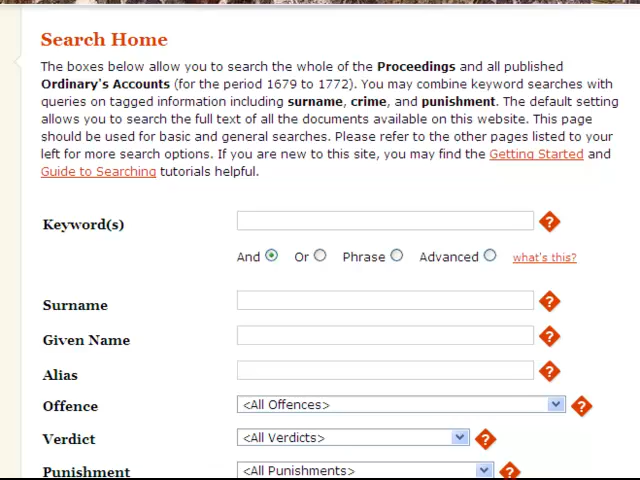 Search Home
The boxes below allow you to search the whole of the Proceedings and all published
Ordinary's Accounts (for the period 1679 to 1772). You may combine keyword searches with
queries on tagged information including surname, crime, and punishment. The default setting
allows you to search the full text of all the documents available on this website. This page
should be used for basic and general searches. Please refer to the other pages listed to your
left for more search options. If you are new to this site, you may find the Getting Started and
Guide to Searching tutorials helpful.
Keyword(s) ?
And Or Phrase Advanced what's this?
Surname ?
Given Name ?
Alias ?
Offence <All Offences> ?
Verdict <All Verdicts> ?
Punishment <All Punishments> ?